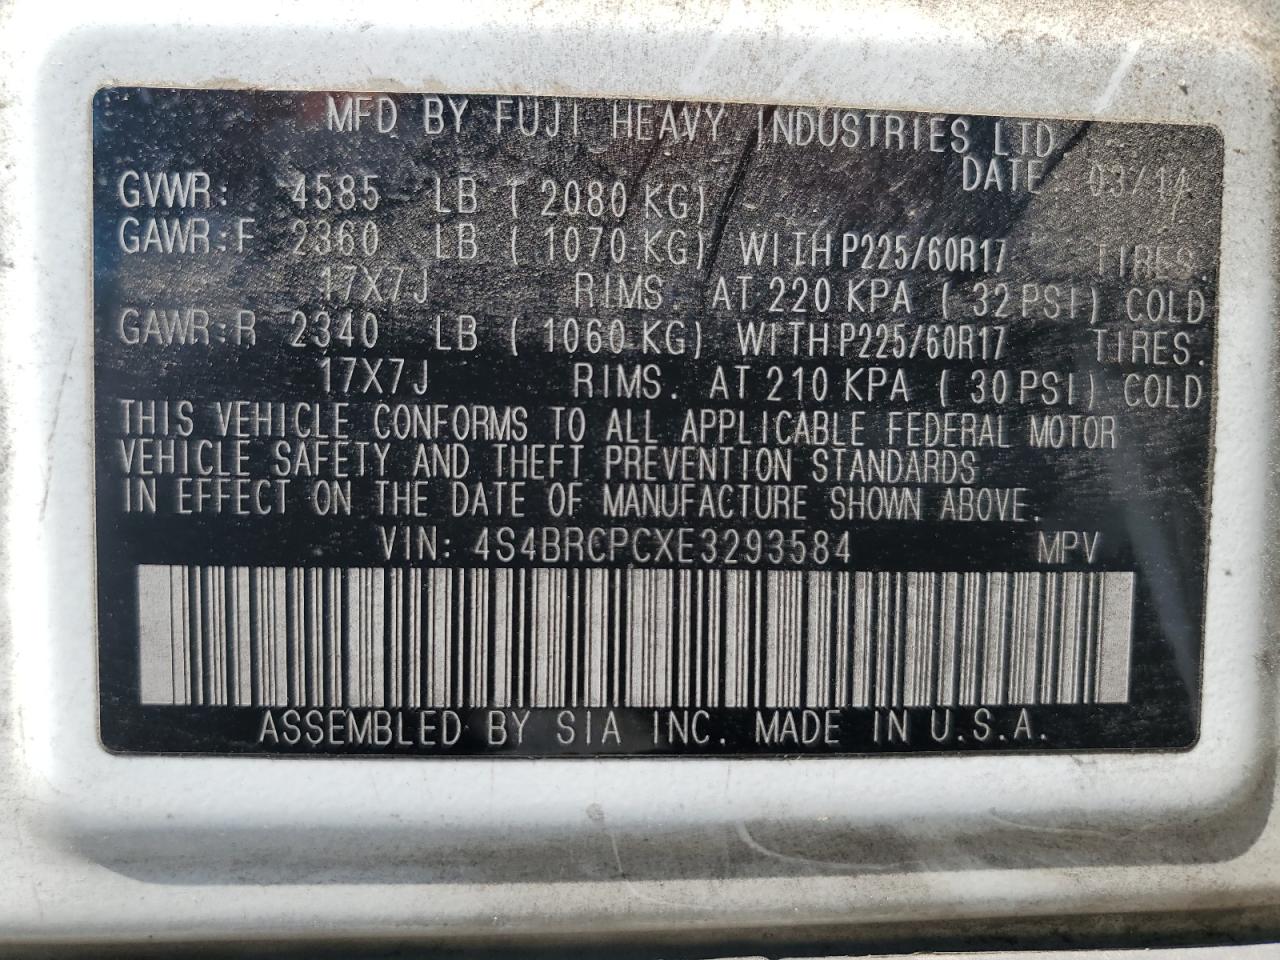 MFD BY FUJI HEAVY INDUSTRIES LTD
DATE 03/14
GVWR: 4585 LB ( 2080 KG)
GAWR:F 2360 LB ( 1070 KG) WITH P225/60R17 TIRES.
17X7J RIMS. AT 220 KPA ( 32 PSI) COLD
GAWR:R 2340 LB ( 1060 KG) WITH P225/60R17 TIRES.
17X7J RIMS. AT 210 KPA ( 30 PSI) COLD
THIS VEHICLE CONFORMS TO ALL APPLICABLE FEDERAL MOTOR
VEHICLE SAFETY AND THEFT PREVENTION STANDARDS
IN EFFECT ON THE DATE OF MANUFACTURE SHOWN ABOVE.
VIN: 4S4BRCPCXE3293584 MPV
ASSEMBLED BY SIA INC. MADE IN U.S.A.